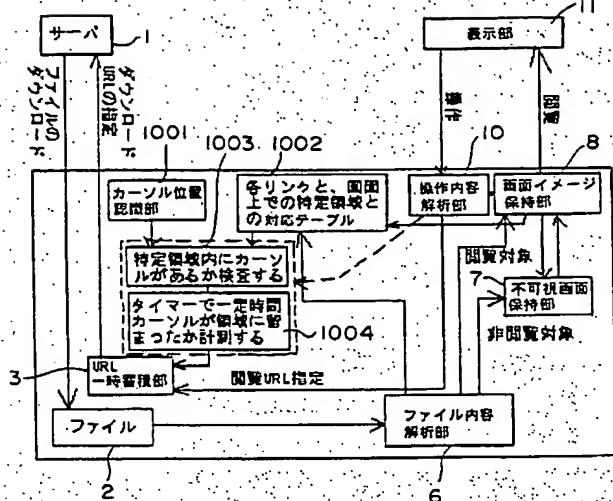 サーバ
1
表示部
11
ファイルの
ダウンロード
ダウンロード
URLの指定
操作
閲覧
1001
1003
1002
10
8
カーソル位置
認識部
各リンクと、画面
上での特定領域と
の対応テーブル
操作内容
解析部
画面イメージ
保持部
特定領域内にカーソ
ルがあるか検査する
閲覧対象
7
不可視画面
保持部
タイマーで一定時間
カーソルが領域に留
まったか計測する
1004
非閲覧対象
3
URL
一時蓄積部
閲覧URL指定
ファイル
2
ファイル内容
解析部
6